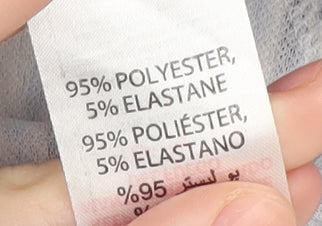 95% POLYESTER,
5% ELASTANE
95% POLIÉSTER,
5% ELASTANO
%95 بوليستر